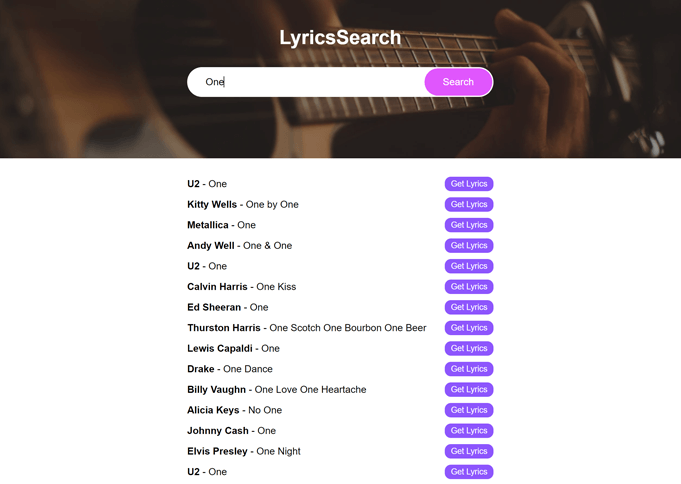 LyricsSearch
One
Search
U2 - One Get Lyrics
Kitty Wells - One by One Get Lyrics
Metallica - One Get Lyrics
Andy Well - One & One Get Lyrics
U2 - One Get Lyrics
Calvin Harris - One Kiss Get Lyrics
Ed Sheeran - One Get Lyrics
Thurston Harris - One Scotch One Bourbon One Beer Get Lyrics
Lewis Capaldi - One Get Lyrics
Drake - One Dance Get Lyrics
Billy Vaughn - One Love One Heartache Get Lyrics
Alicia Keys - No One Get Lyrics
Johnny Cash - One Get Lyrics
Elvis Presley - One Night Get Lyrics
U2 - One Get Lyrics